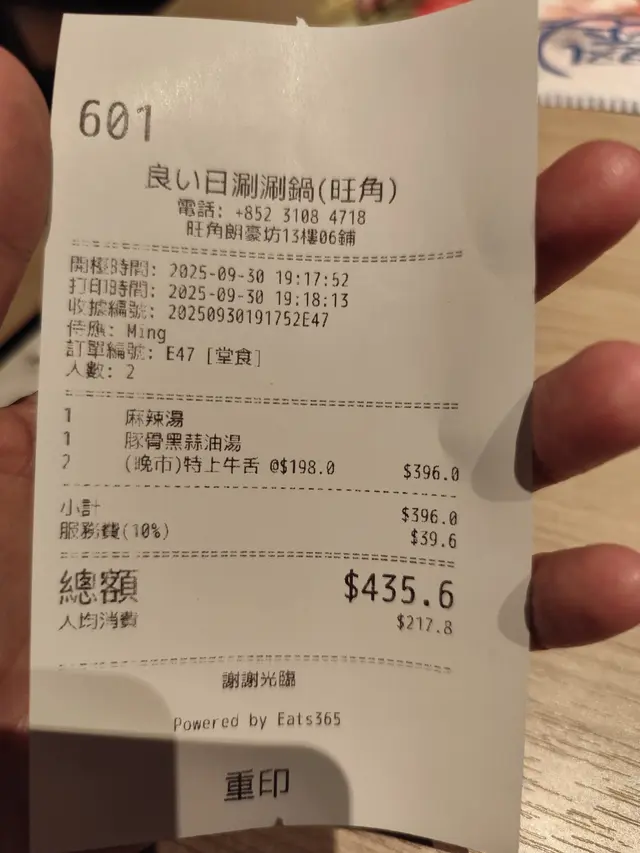 601
良い日涮涮鍋(旺角)
電話: +852 3108 4718
旺角朗豪坊13樓06舖
開檯時間: 2025-09-30 19:17:52
打印時間: 2025-09-30 19:18:13
收據編號: 20250930191752E47
侍應: Ming
訂單編號: E47 [堂食]
人數: 2
1 麻辣湯
1 豚骨黑蒜油湯
2 (晚市)特上牛舌 @$198.0 $396.0
小計 $396.0
服務費(10%) $39.6
總額 $435.6
人均消費 $217.8
謝謝光臨
Powered by Eats365
重印